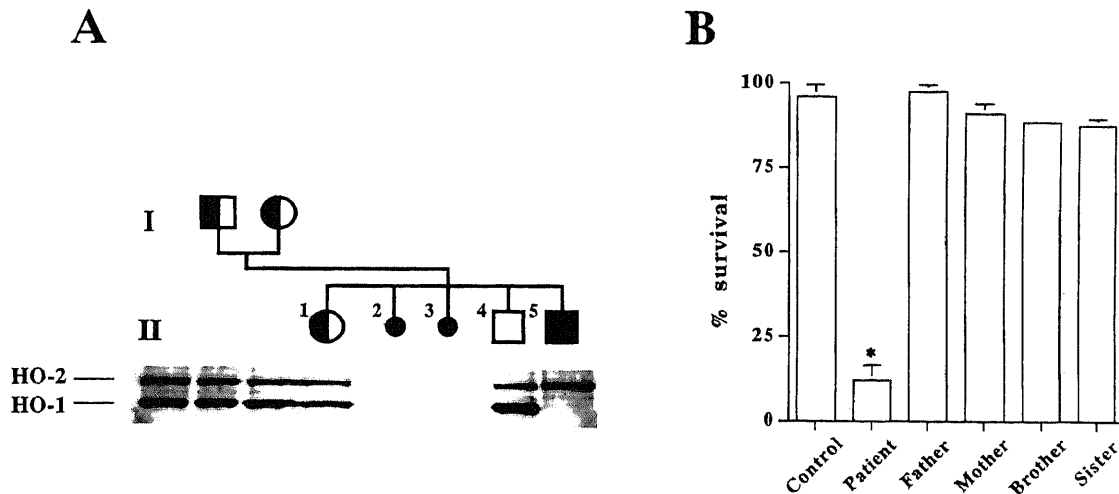 A
I
1
2
3
4
5
II
HO-2
HO-1
B
% survival
100
75
50
25
0
*
Control
Patient
Father
Mother
Brother
Sister